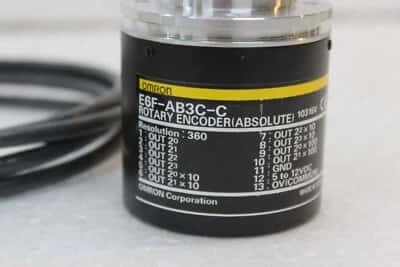 omron
E6F-AB3C-C
ROTARY ENCODER(ABSOLUTE) 1031E
Resolution : 360
1 : OUT 2⁰
2 : OUT 2¹
3 : OUT 2²
4 : OUT 2³
5 : OUT 2⁰ × 10
6 : OUT 2¹ × 10
7 : OUT 2² × 10
8 : OUT 2³ × 10
9 : OUT 2⁰ × 100
10 : OUT 2¹ × 100
11 : GND
12 : 5 to 12VDC
13 : 0V(COMMON)
OMRON Corporation